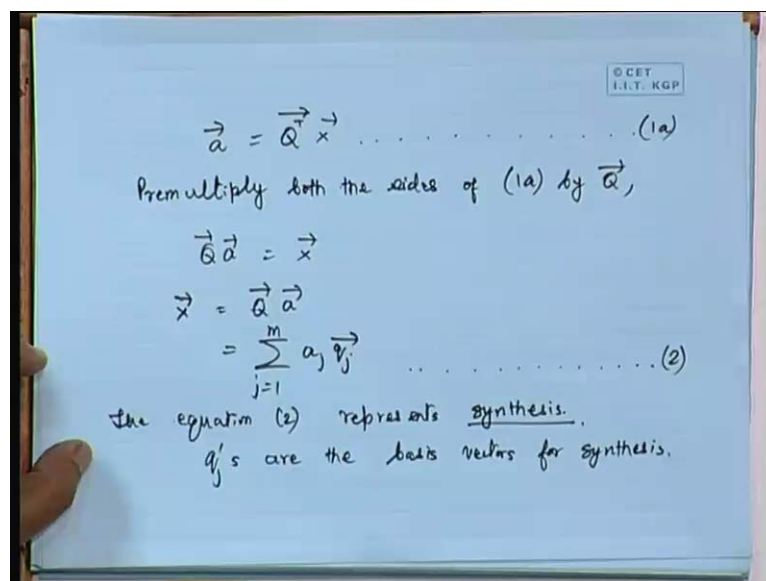 © CET
I.I.T. KGP
a⃗ = Q⃗ᵀ x⃗ . . . . . . . . . . . . . (1a)
Premultiply both the sides of (1a) by Q⃗,
Q⃗ a⃗ = x⃗
x⃗ = Q⃗ a⃗
= ∑_{j=1}^{m} a_j q⃗_j . . . . . . . . . . . . . (2)
The equation (2) represents synthesis.
q_j's are the basis vectors for synthesis.